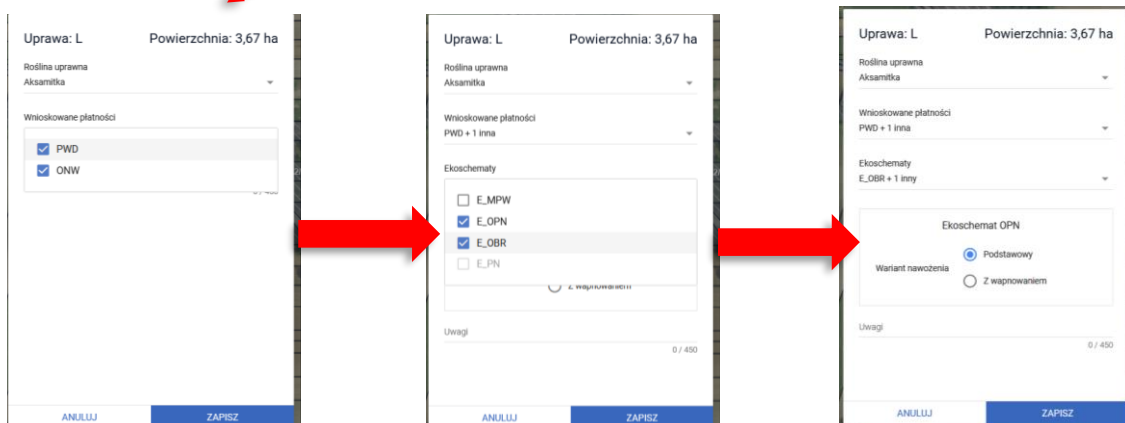 Uprawa: L Powierzchnia: 3,67 ha
Roślina uprawna
Aksamitka
Wnioskowane płatności
PWD
ONW
ANULUJ ZAPISZ
Uprawa: L Powierzchnia: 3,67 ha
Roślina uprawna
Aksamitka
Wnioskowane płatności
PWD + 1 inna
Ekoschematy
E_MPW
E_OPN
E_OBR
E_PN
Z wapnowaniem
Uwagi
0 / 450
ANULUJ ZAPISZ
Uprawa: L Powierzchnia: 3,67 ha
Roślina uprawna
Aksamitka
Wnioskowane płatności
PWD + 1 inna
Ekoschematy
E_OBR + 1 inny
Ekoschemat OPN
Podstawowy
Wariant nawożenia
Z wapnowaniem
Uwagi
0 / 450
ANULUJ ZAPISZ